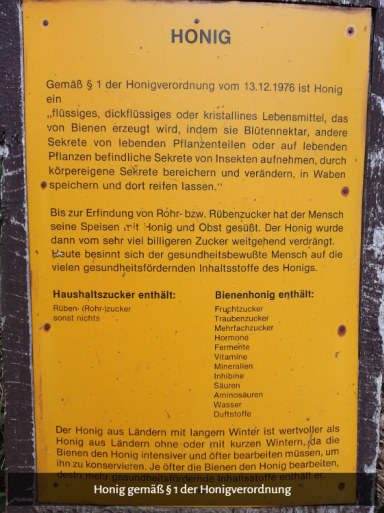 HONIG
Gemäß § 1 der Honigverordnung vom 13.12.1976 ist Honig
ein
„flüssiges, dickflüssiges oder kristallines Lebensmittel, das
von Bienen erzeugt wird, indem sie Blütennektar, andere
Sekrete von lebenden Pflanzenteilen oder auf lebenden
Pflanzen befindliche Sekrete von Insekten aufnehmen, durch
körpereigene Sekrete bereichern und verändern, in Waben
speichern und dort reifen lassen.“
Bis zur Erfindung von Rohr- bzw. Rübenzucker hat der Mensch
seine Speisen mit Honig und Obst gesüßt. Der Honig wurde
dann vom sehr viel billigeren Zucker weitgehend verdrängt.
Heute besinnt sich der gesundheitsbewußte Mensch auf die
vielen gesundheitsfördernden Inhaltsstoffe des Honigs.
Haushaltszucker enthält:
Rüben- (Rohr-)zucker
sonst nichts
Bienenhonig enthält:
Fruchtzucker
Traubenzucker
Mehrfachzucker
Hormone
Fermente
Vitamine
Mineralien
Inhibine
Säuren
Aminosäuren
Wasser
Duftstoffe
Der Honig aus Ländern mit langem Winter ist wertvoller als
Honig aus Ländern ohne oder mit kurzen Wintern, da die
Bienen den Honig intensiver und öfter bearbeiten müssen, um
ihn zu konservieren. Je öfter die Bienen den Honig bearbeiten,
desto mehr gesundheitsfördernde Inhaltsstoffe enthält er.
Honig gemäß § 1 der Honigverordnung